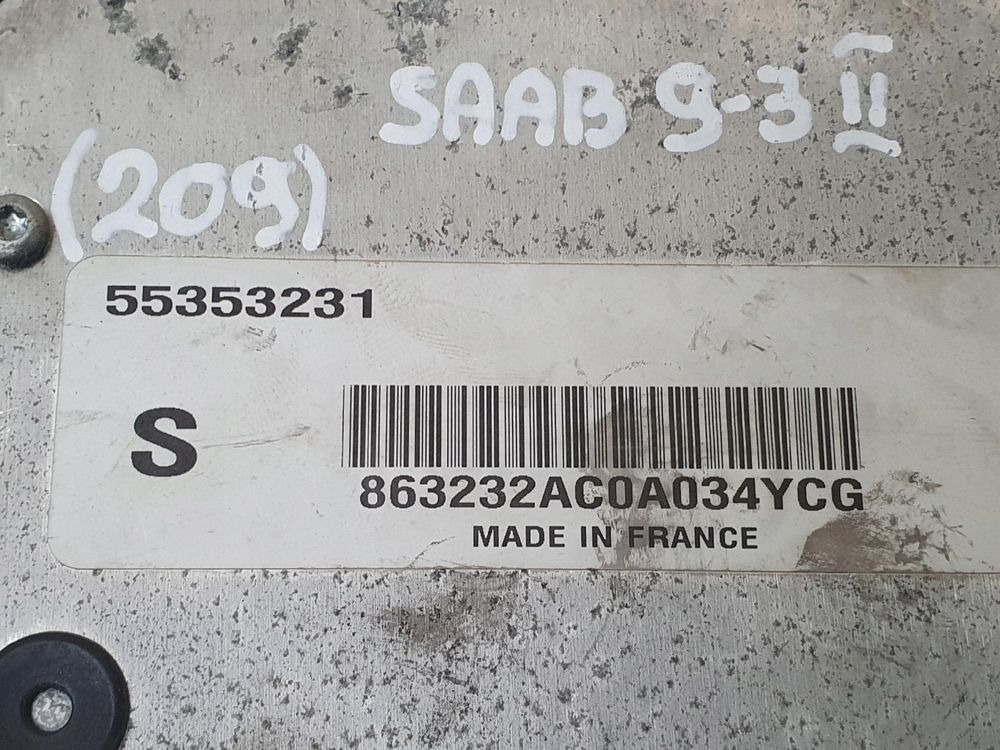 SAAB 9-3 II
(209)
55353231
S
863232AC0A034YCG
MADE IN FRANCE